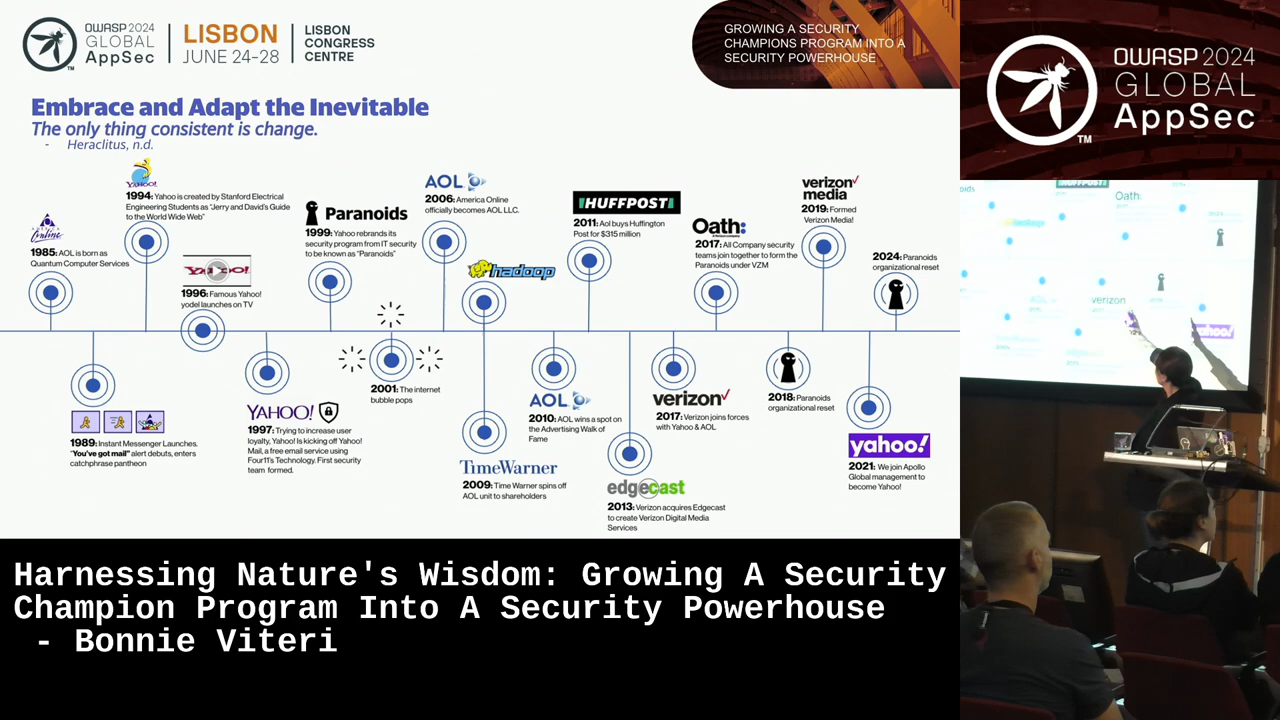 OWASP 2024
GLOBAL
AppSec
TM
LISBON
JUNE 24-28
LISBON
CONGRESS
CENTRE
GROWING A SECURITY
CHAMPIONS PROGRAM INTO A
SECURITY POWERHOUSE
OWASP 2024
GLOBAL
AppSec
TM
Embrace and Adapt the Inevitable
The only thing consistent is change.
- Heraclitus, n.d.
YAHOO!
1994: Yahoo is created by Stanford Electrical
Engineering Students as "Jerry and David's Guide
to the World Wide Web"
Online
1985: AOL is born as
Quantum Computer Services
YAHOO!
1996: Famous Yahoo!
yodel launches on TV
Paranoids
1999: Yahoo rebrands its
security program from IT security
to be known as "Paranoids"
AOL
2006: America Online
officially becomes AOL LLC.
hadoop
HUFFPOST
2011: Aol buys Huffington
Post for $315 million
Oath:
2017: All Company security
teams join together to form the
Paranoids under VZM
verizon
media
2019: Formed
Verizon Media!
2024: Paranoids
organizational reset
1989: Instant Messenger Launches.
"You've got mail" alert debuts, enters
catchphrase pantheon
YAHOO!
1997: Trying to increase user
loyalty, Yahoo! Is kicking off Yahoo!
Mail, a free email service using
Four11's Technology. First security
team formed.
2001: The internet
bubble pops
TimeWarner
2009: Time Warner spins off
AOL unit to shareholders
AOL
2010: AOL wins a spot on
the Advertising Walk of
Fame
edgecast
2013: Verizon acquires Edgecast
to create Verizon Digital Media
Services
verizon
2017: Verizon joins forces
with Yahoo & AOL
2018: Paranoids
organizational reset
yahoo!
2021: We join Apollo
Global management to
become Yahoo!
HUFFPOST
Oath:
verizon
yahoo!
Harnessing Nature's Wisdom: Growing A Security
Champion Program Into A Security Powerhouse
- Bonnie Viteri